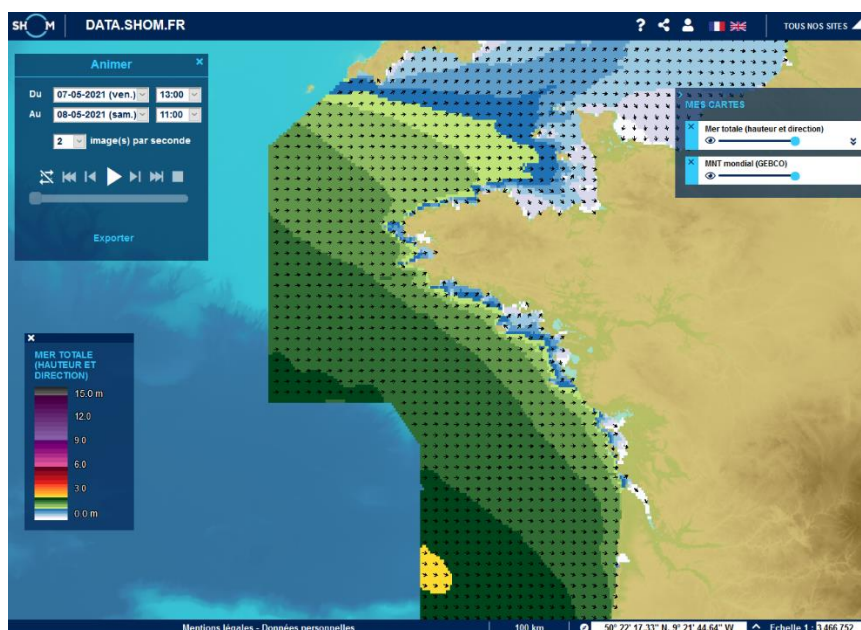 SHOM DATA.SHOM.FR ? TOUS NOS SITES
Animer
Du 07-05-2021 (ven.) 13:00
Au 08-05-2021 (sam.) 11:00
2 image(s) par seconde
Exporter
MES CARTES
Mer totale (hauteur et direction)
MNT mondial (GEBCO)
MER TOTALE
(HAUTEUR ET
DIRECTION)
15.0 m
12.0
9.0
6.0
3.0
0.0 m
Mentions légales - Données personnelles 100 km 50° 22' 17.33" N, 9° 21' 44.64" W Echelle 1 : 3 466 752